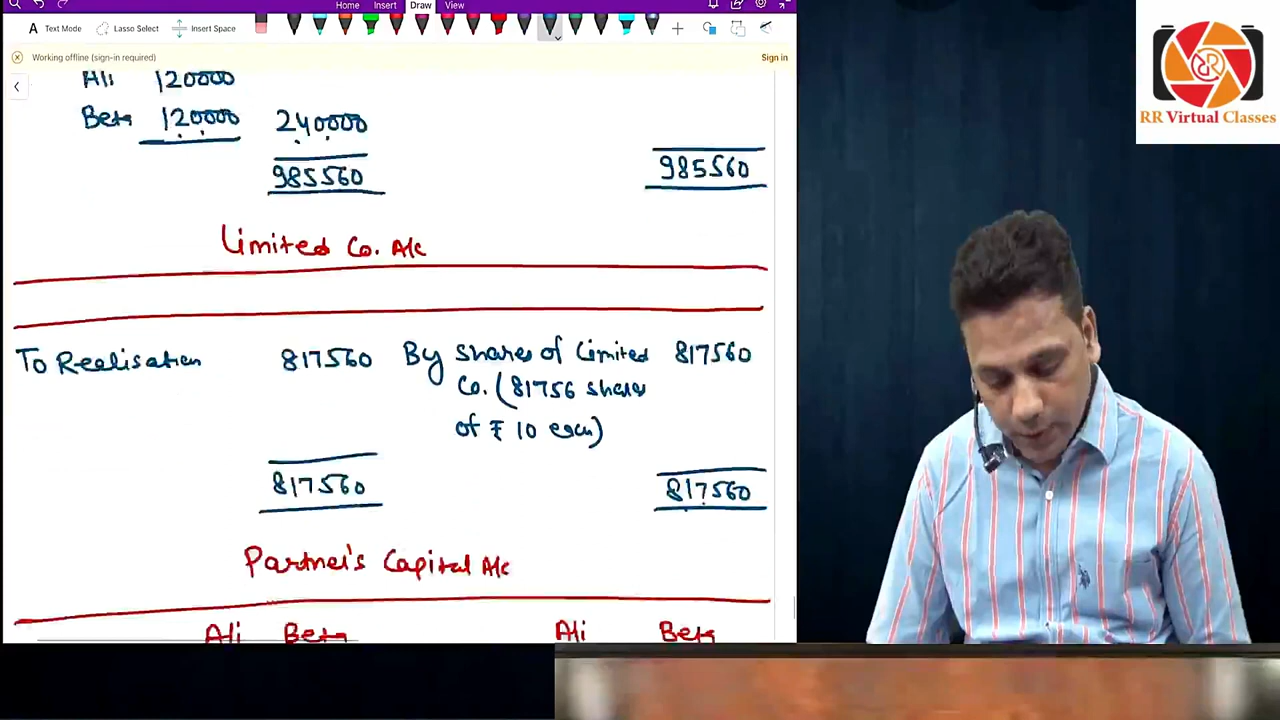 Home Insert Draw View
Text Mode Lasso Select Insert Space
Working offline (sign-in required) Sign in
Ali 120000
Beta 120000 240000
985560 985560
Limited Co. A/c
To Realisation 817560 By Shares of Limited 817560
Co. (81756 shares
of ₹ 10 each)
817560 817560
Partner's Capital A/c
Ali Beta Ali Beta
RR Virtual Classes